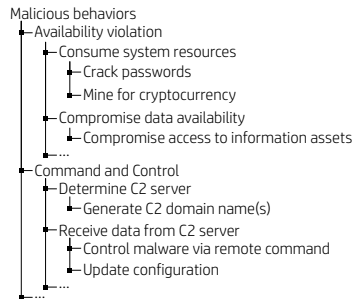 Malicious behaviors
Availability violation
Consume system resources
Crack passwords
Mine for cryptocurrency
Compromise data availability
Compromise access to information assets
...
Command and Control
Determine C2 server
Generate C2 domain name(s)
Receive data from C2 server
Control malware via remote command
Update configuration
...
...